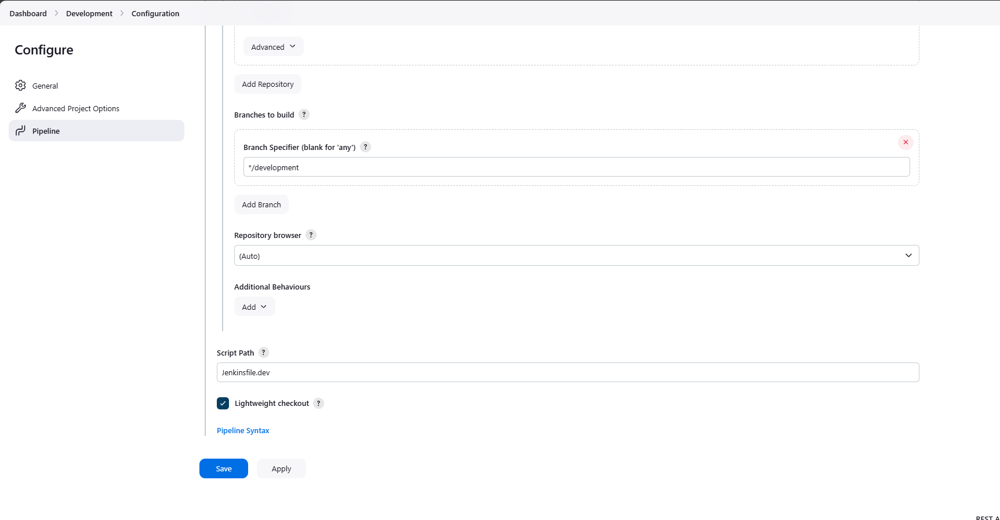 Dashboard > Development > Configuration
Configure
General
Advanced Project Options
Pipeline
Advanced
Add Repository
Branches to build ?
Branch Specifier (blank for 'any') ?
*/development
Add Branch
Repository browser ?
(Auto)
Additional Behaviours
Add
Script Path ?
Jenkinsfile.dev
Lightweight checkout ?
Pipeline Syntax
Save
Apply
REST A